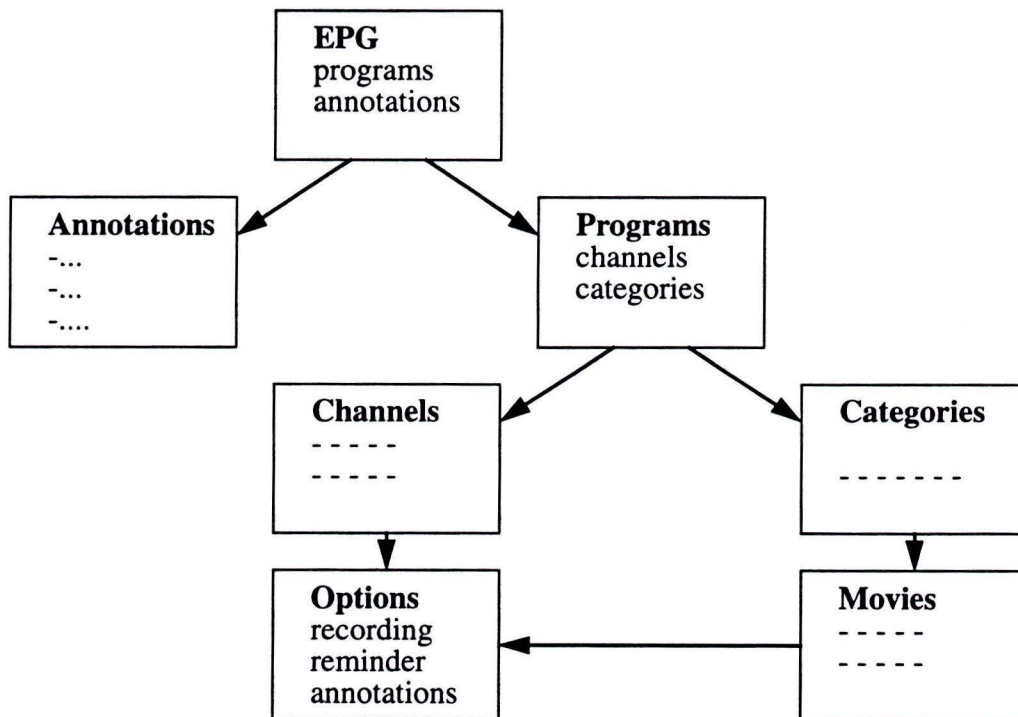 EPG
programs
annotations
Annotations
-...
-...
-....
Programs
channels
categories
Channels
- - - - -
- - - - -
Categories
- - - - - - -
Options
recording
reminder
annotations
Movies
- - - - -
- - - - -